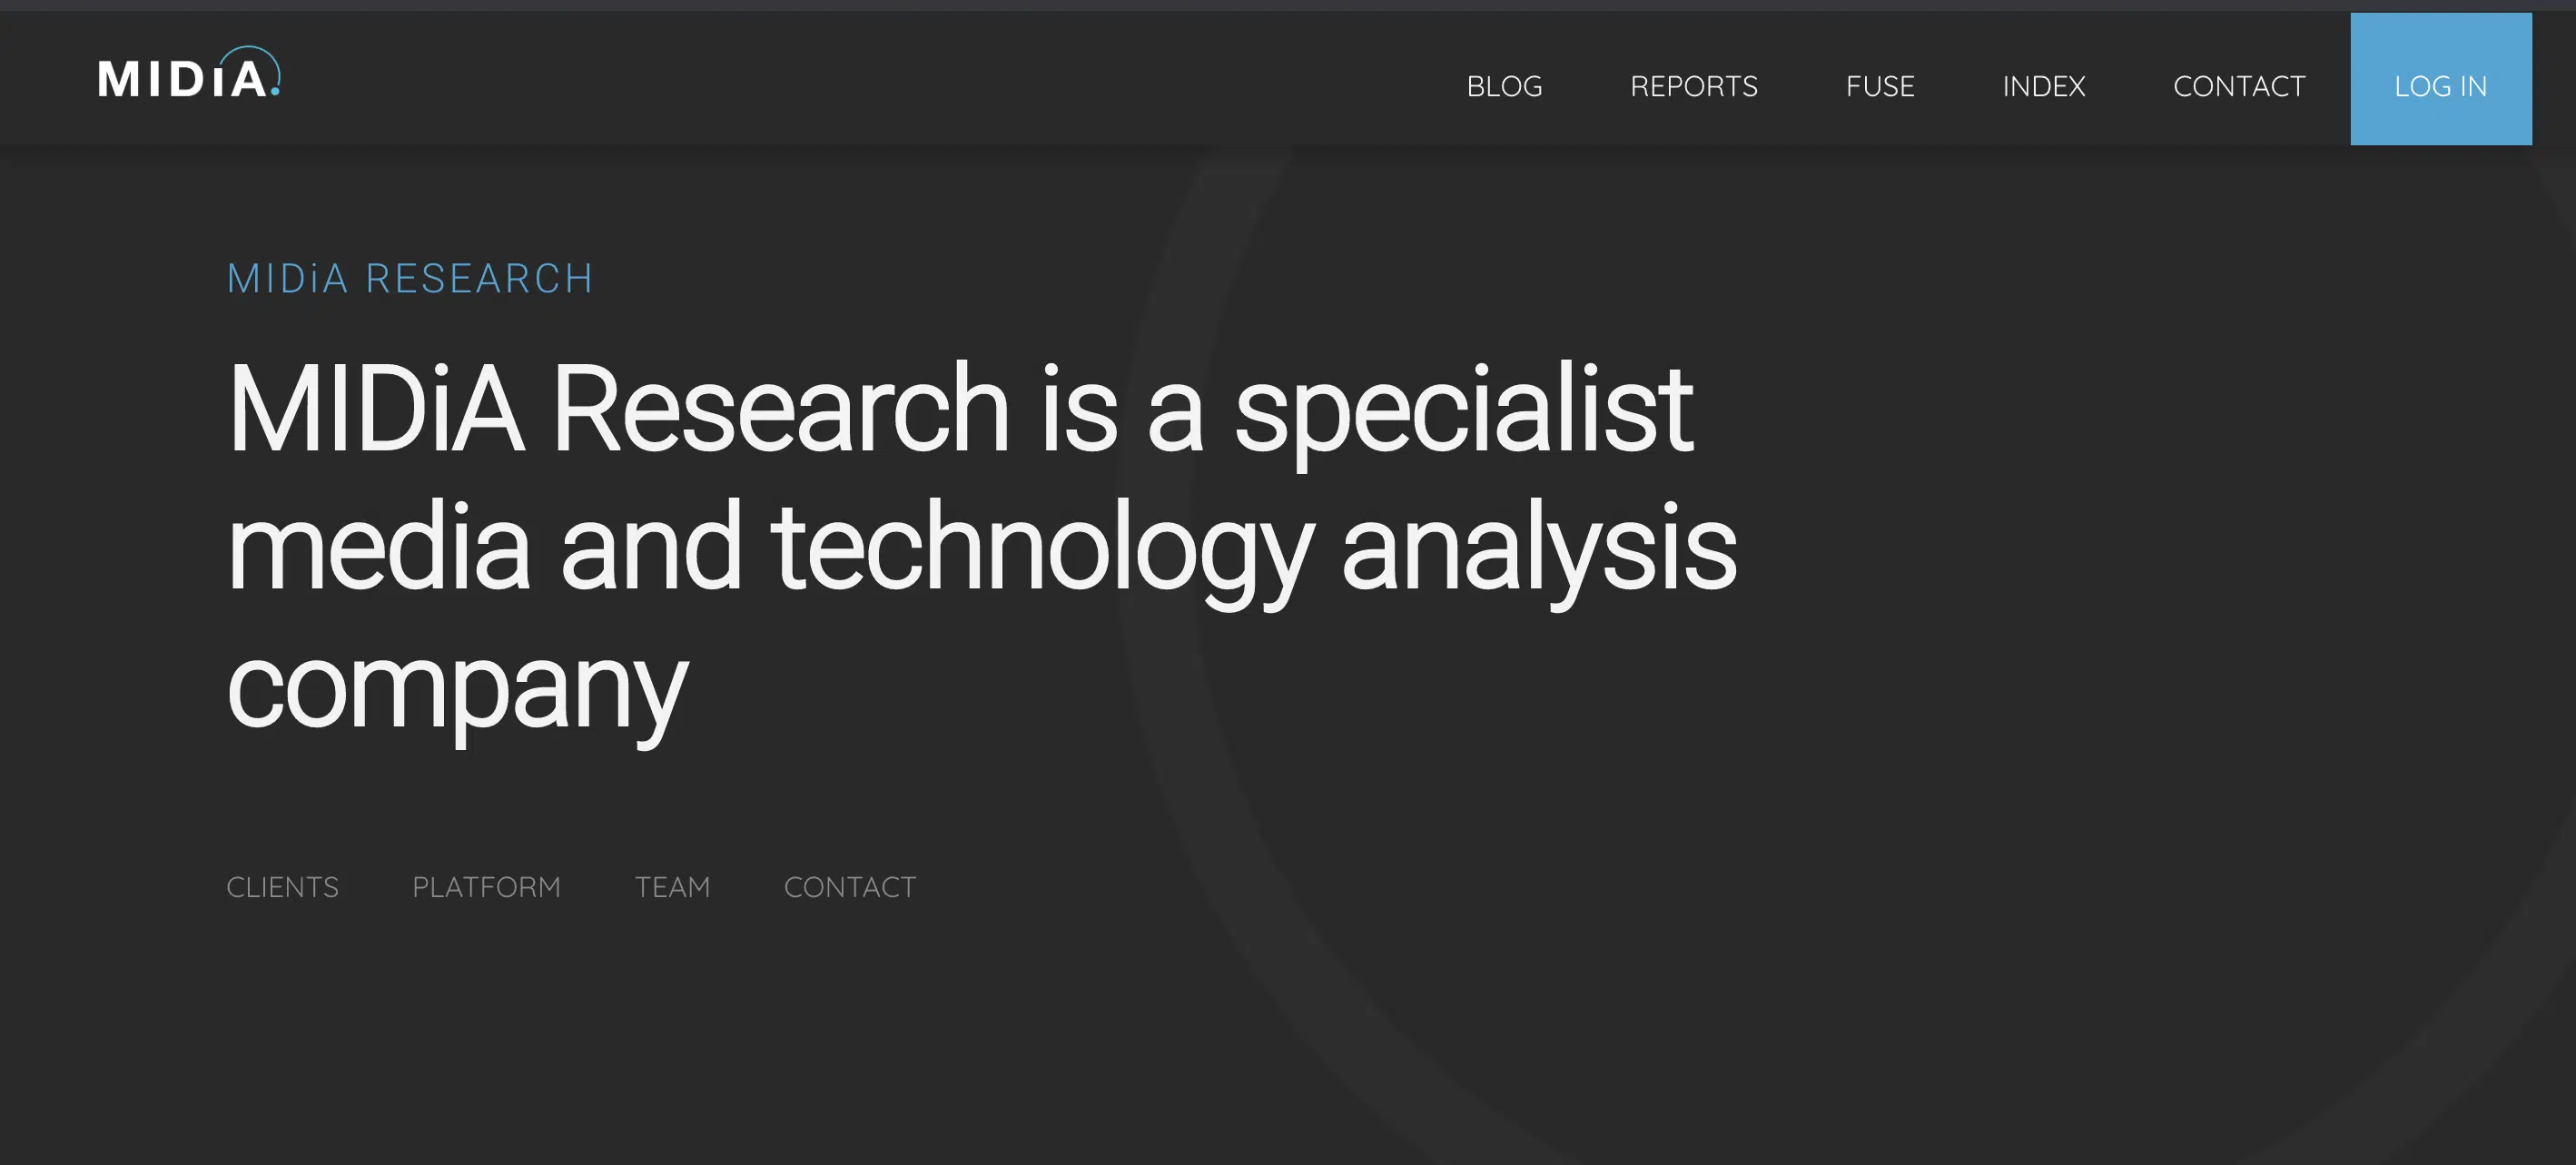 MIDiA.
BLOG REPORTS FUSE INDEX CONTACT LOG IN
MIDiA RESEARCH
MIDiA Research is a specialist
media and technology analysis
company
CLIENTS PLATFORM TEAM CONTACT